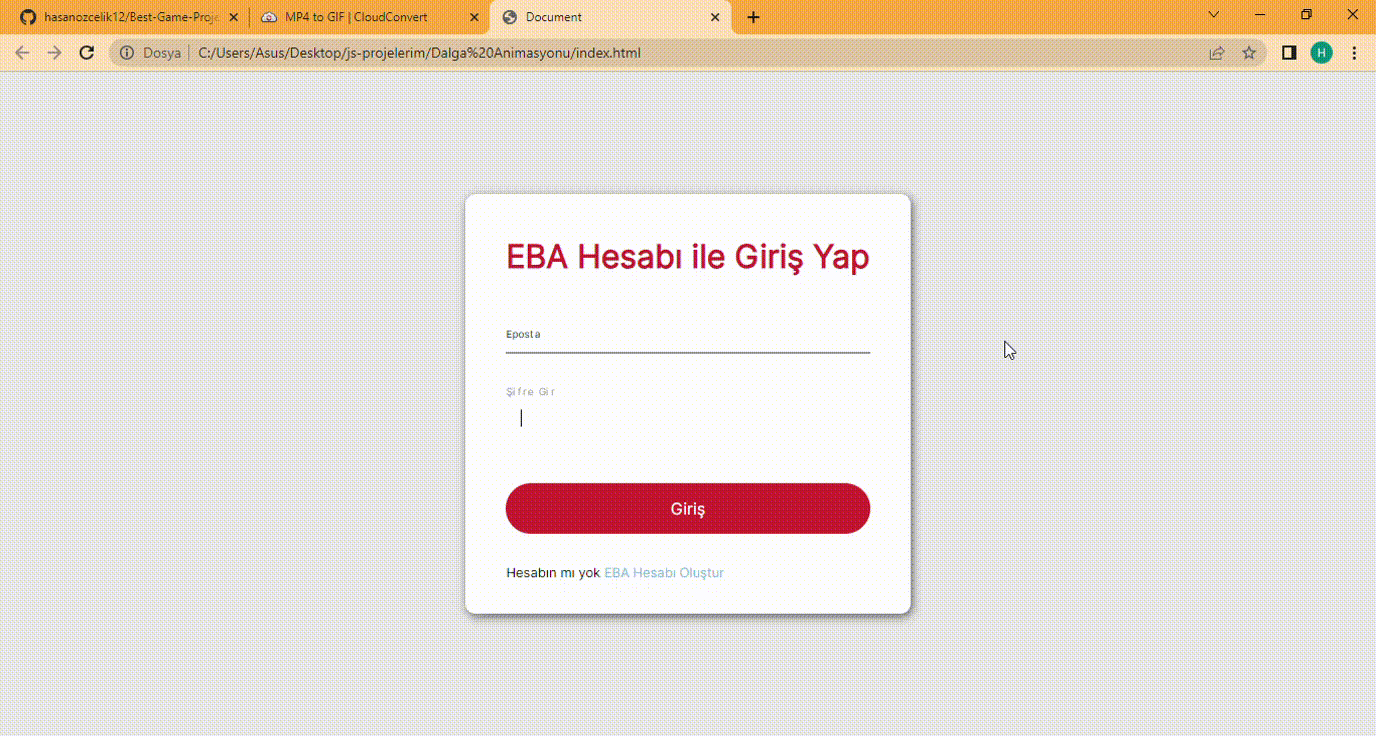 hasanozcelik12/Best-Game-Proje
MP4 to GIF | CloudConvert
Document
Dosya
C:/Users/Asus/Desktop/js-projelerim/Dalga%20Animasyonu/index.html
H
EBA Hesabı ile Giriş Yap
Eposta
Şifre Gir
Giriş
Hesabın mı yok EBA Hesabı Oluştur